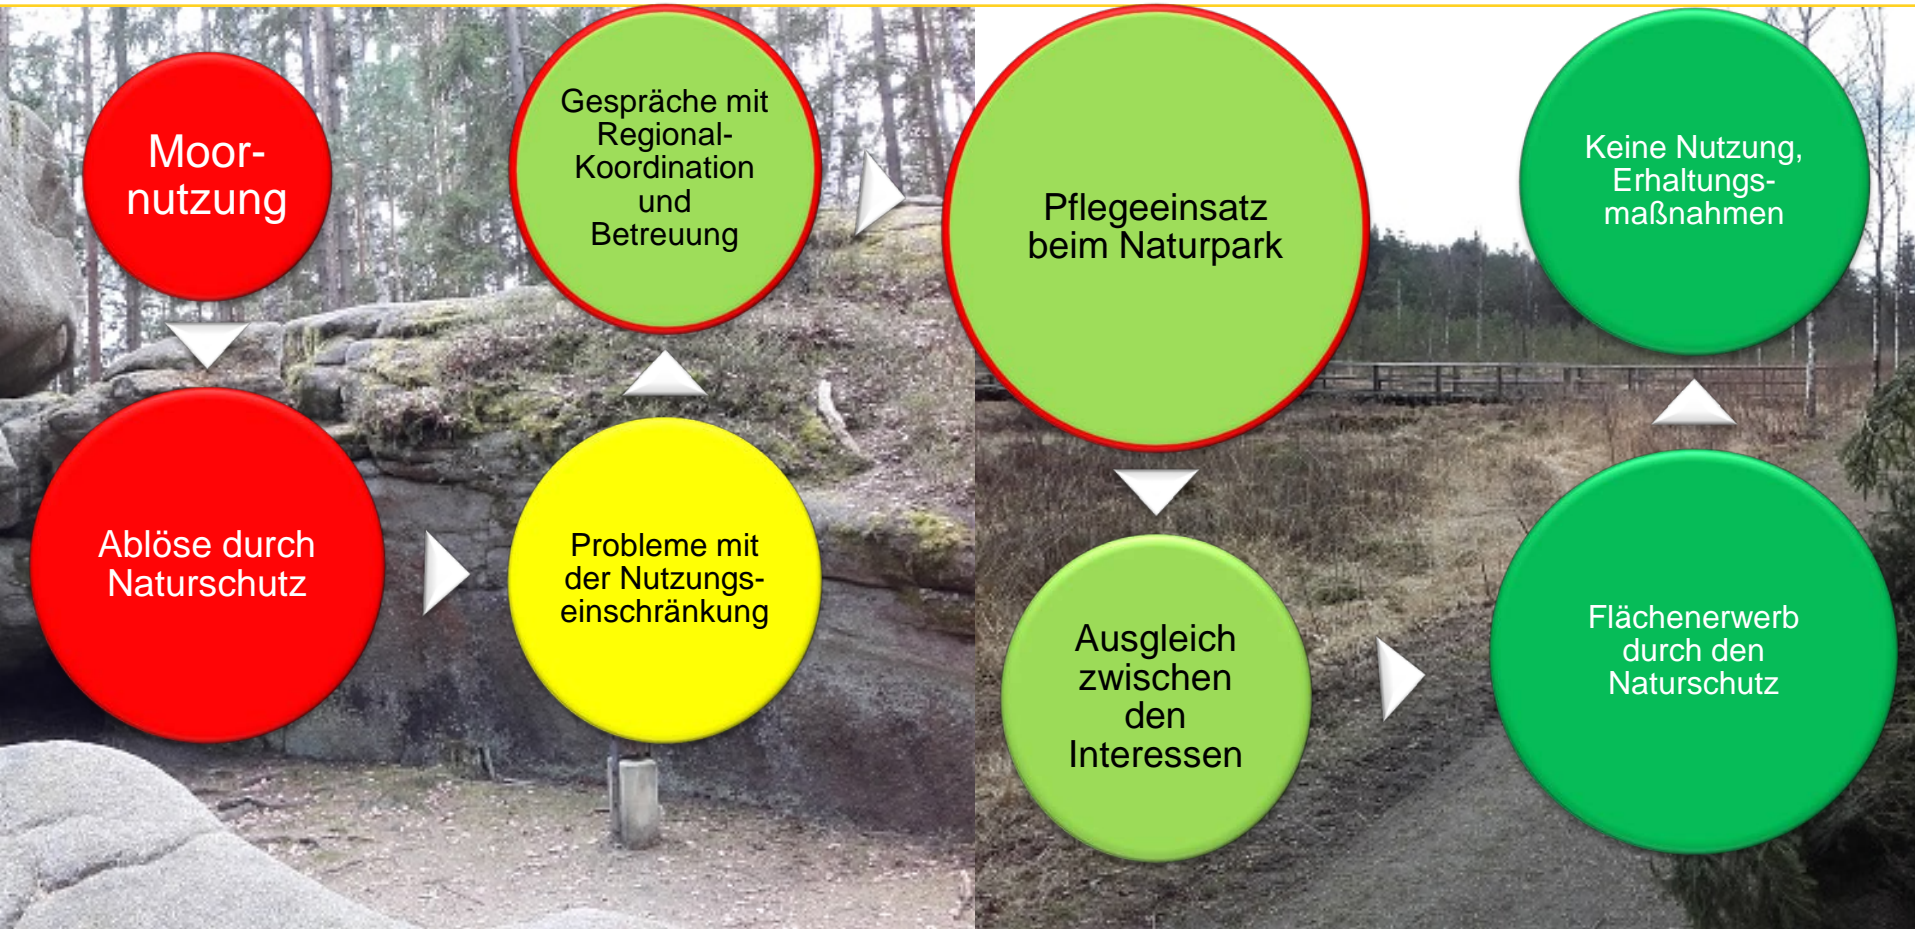 Moor-
nutzung
Ablöse durch
Naturschutz
Probleme mit
der Nutzungs-
einschränkung
Gespräche mit
Regional-
Koordination
und
Betreuung
Pflegeeinsatz
beim Naturpark
Ausgleich
zwischen
den
Interessen
Flächenerwerb
durch den
Naturschutz
Keine Nutzung,
Erhaltungs-
maßnahmen